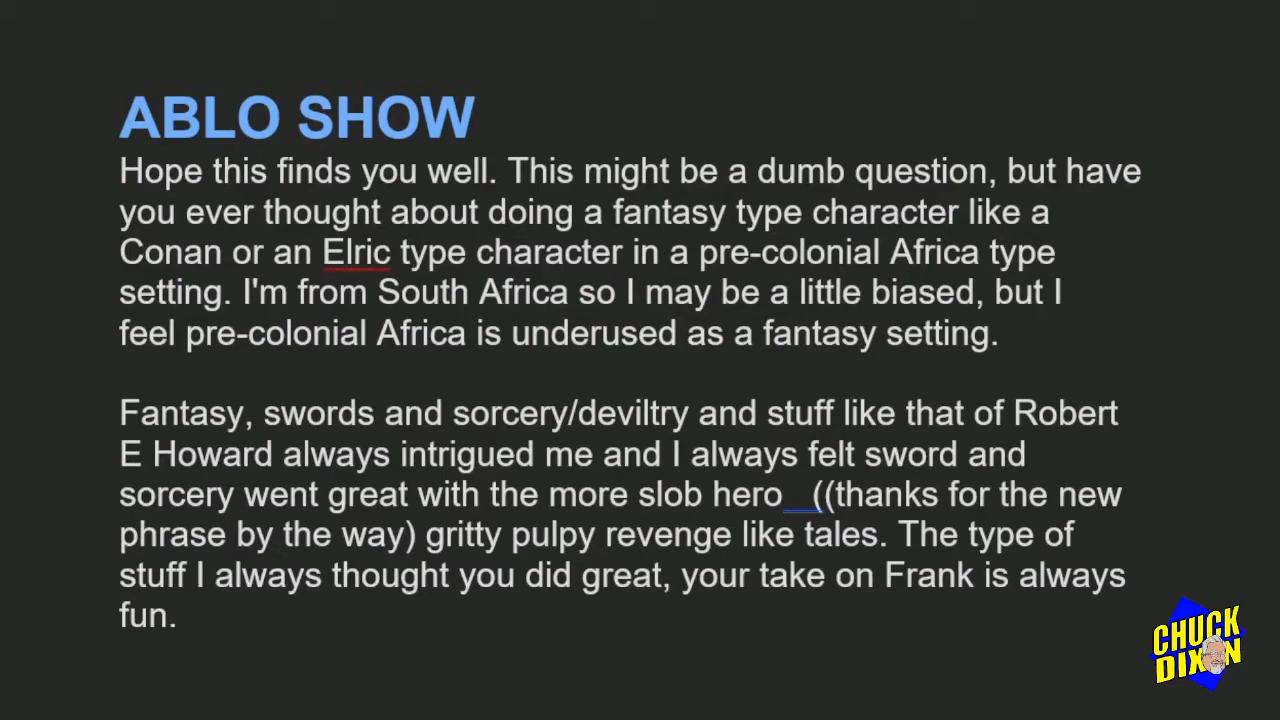 ABLO SHOW
Hope this finds you well. This might be a dumb question, but have
you ever thought about doing a fantasy type character like a
Conan or an Elric type character in a pre-colonial Africa type
setting. I'm from South Africa so I may be a little biased, but I
feel pre-colonial Africa is underused as a fantasy setting.
Fantasy, swords and sorcery/deviltry and stuff like that of Robert
E Howard always intrigued me and I always felt sword and
sorcery went great with the more slob hero   ((thanks for the new
phrase by the way) gritty pulpy revenge like tales. The type of
stuff I always thought you did great, your take on Frank is always
fun.
CHUCK
DIXON